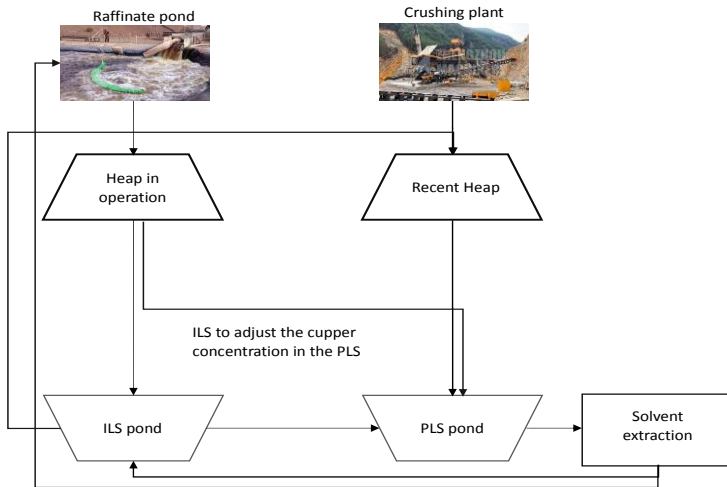 Raffinate pond
Crushing plant
Heap in
operation
Recent Heap
ILS to adjust the cupper
concentration in the PLS
ILS pond
PLS pond
Solvent
extraction